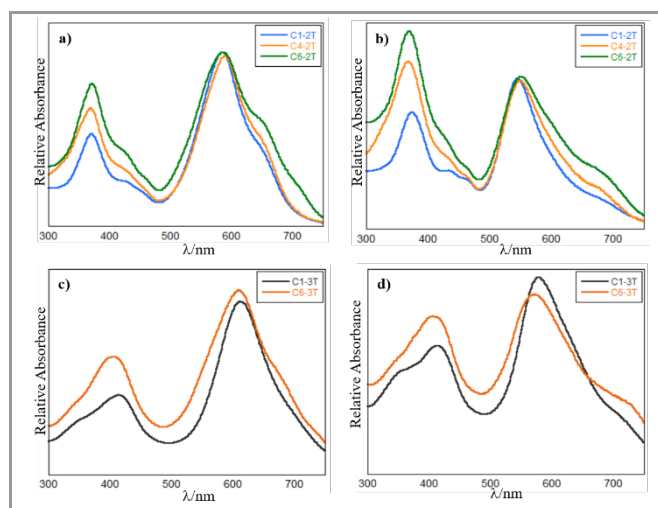 a)
C1-2T
C4-2T
C6-2T
Relative Absorbance
300 400 500 600 700
λ/nm
b)
C1-2T
C4-2T
C6-2T
Relative Absorbance
300 400 500 600 700
λ/nm
c)
C1-3T
C6-3T
Relative Absorbance
300 400 500 600 700
λ/nm
d)
C1-3T
C6-3T
Relative Absorbance
300 400 500 600 700
λ/nm